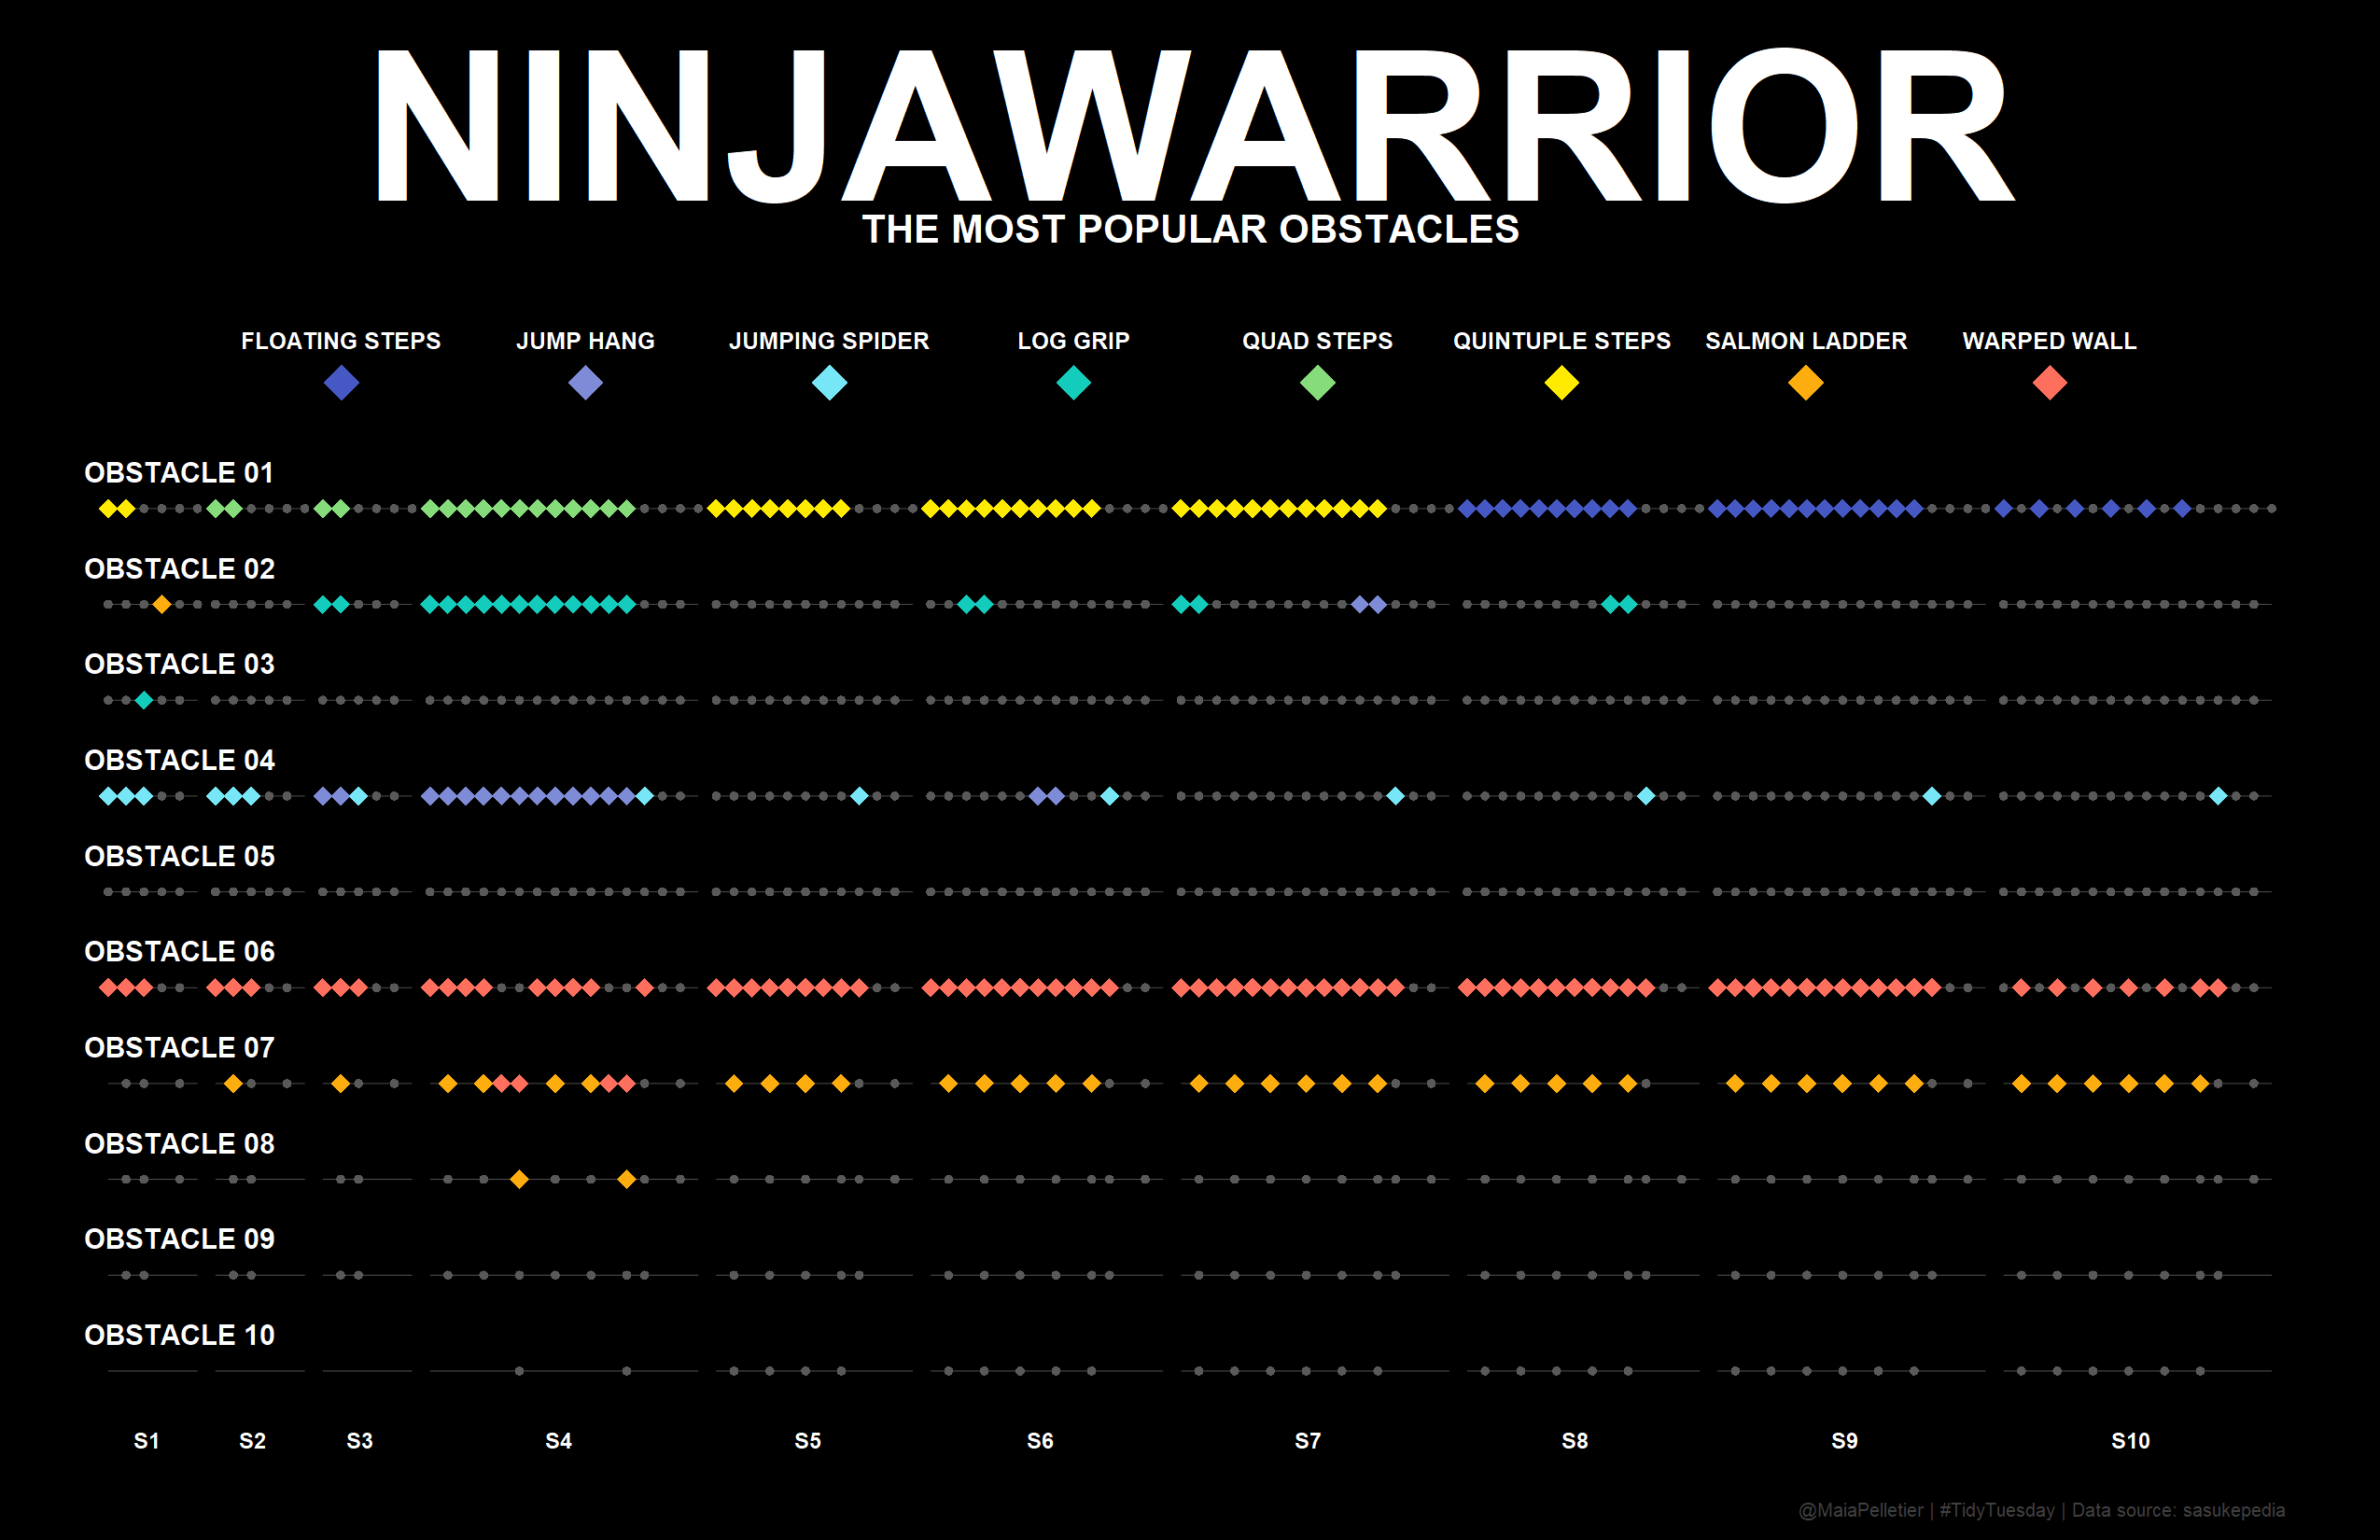 NINJAWARRIOR
THE MOST POPULAR OBSTACLES
FLOATING STEPS JUMP HANG JUMPING SPIDER LOG GRIP QUAD STEPS QUINTUPLE STEPS SALMON LADDER WARPED WALL
OBSTACLE 01
OBSTACLE 02
OBSTACLE 03
OBSTACLE 04
OBSTACLE 05
OBSTACLE 06
OBSTACLE 07
OBSTACLE 08
OBSTACLE 09
OBSTACLE 10
S1 S2 S3 S4 S5 S6 S7 S8 S9 S10
@MaiaPelletier | #TidyTuesday | Data source: sasukepedia